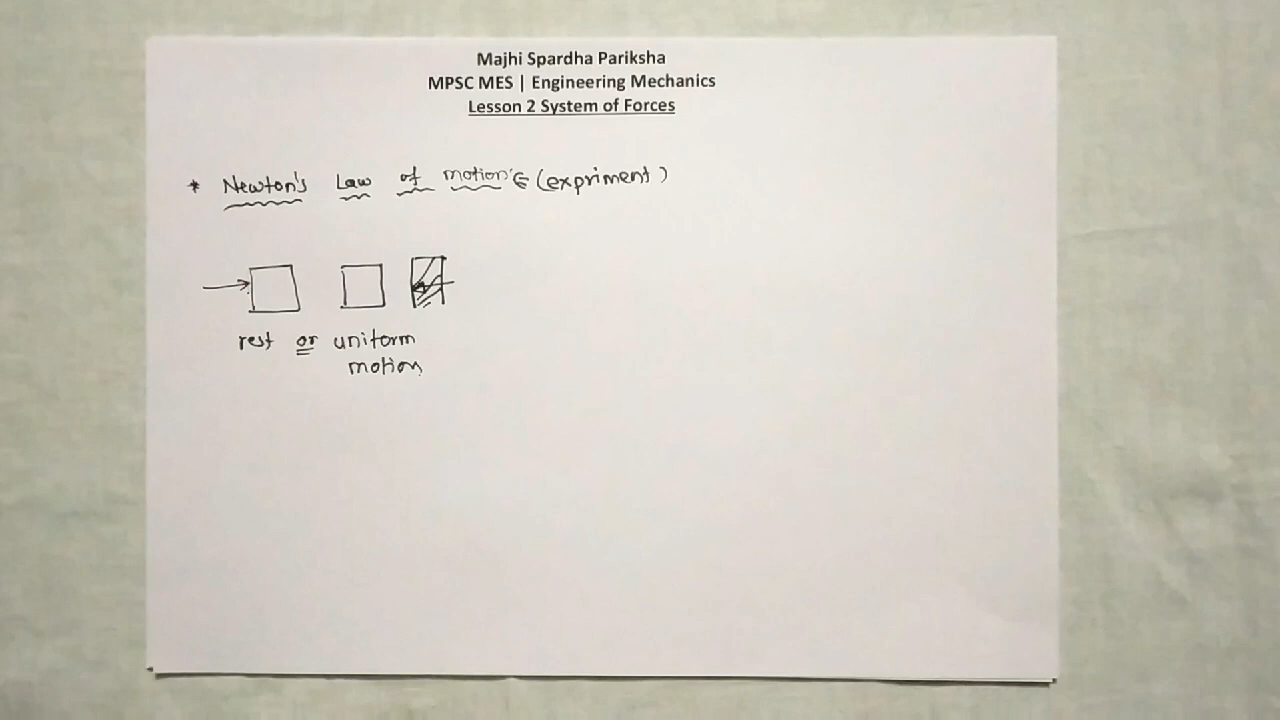 Majhi Spardha Pariksha
MPSC MES | Engineering Mechanics
Lesson 2 System of Forces
* Newton's Law of motion's (expriment)
rest or uniform
motion